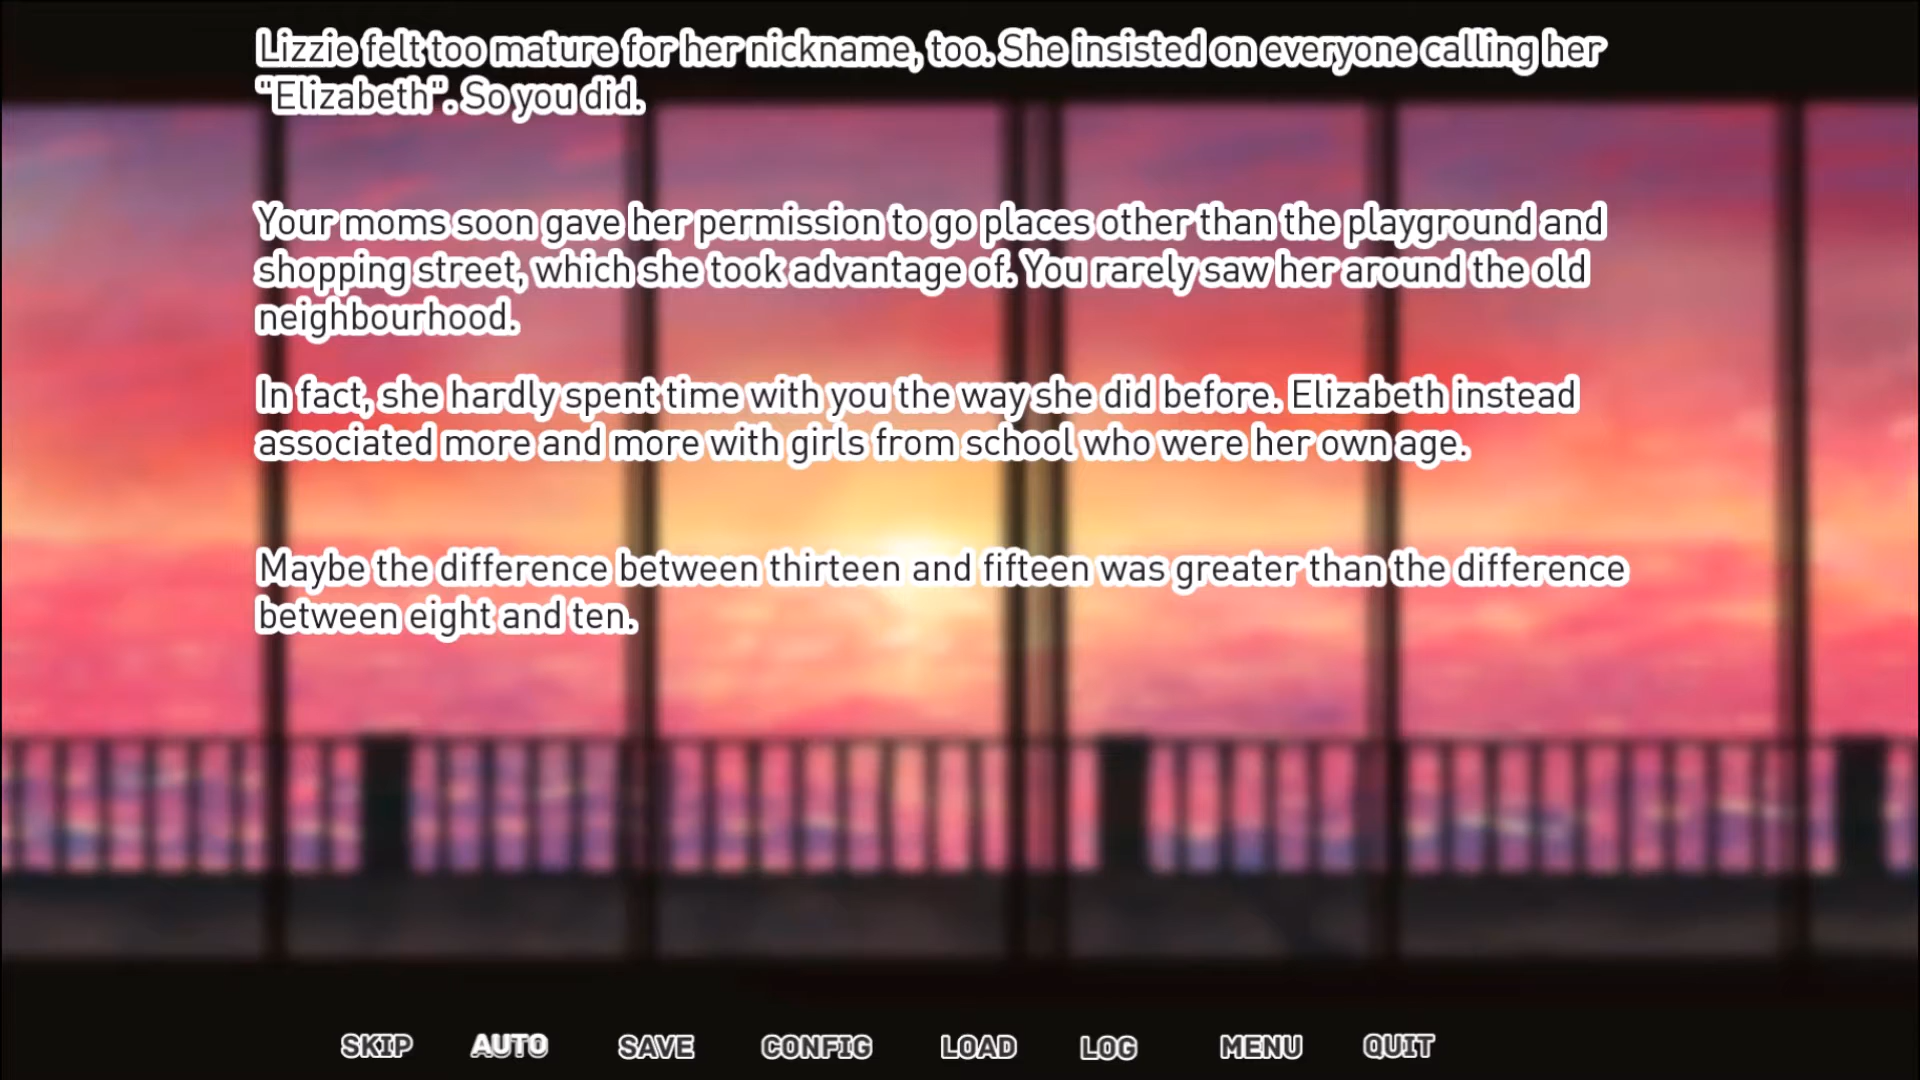 Lizzie felt too mature for her nickname, too. She insisted on everyone calling her
"Elizabeth". So you did.
Your moms soon gave her permission to go places other than the playground and
shopping street, which she took advantage of. You rarely saw her around the old
neighbourhood.
In fact, she hardly spent time with you the way she did before. Elizabeth instead
associated more and more with girls from school who were her own age.
Maybe the difference between thirteen and fifteen was greater than the difference
between eight and ten.
SKIP AUTO SAVE CONFIG LOAD LOG MENU QUIT